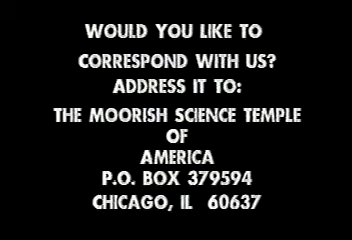 WOULD YOU LIKE TO
CORRESPOND WITH US?
ADDRESS IT TO:
THE MOORISH SCIENCE TEMPLE
OF
AMERICA
P.O. BOX 379594
CHICAGO, IL 60637